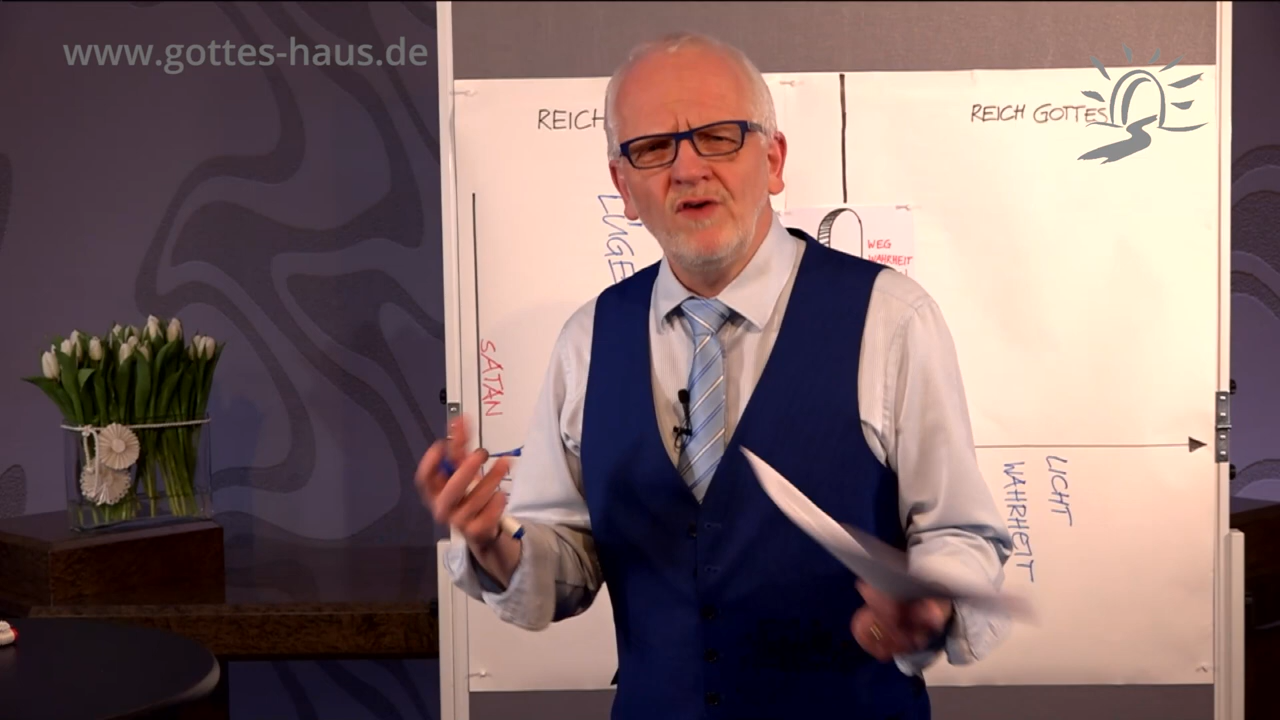 www.gottes-haus.de
REICH
REICH GOTTES
LÜGE
WEG
WAHRHEIT
SATAN
LICHT
WAHRHEIT